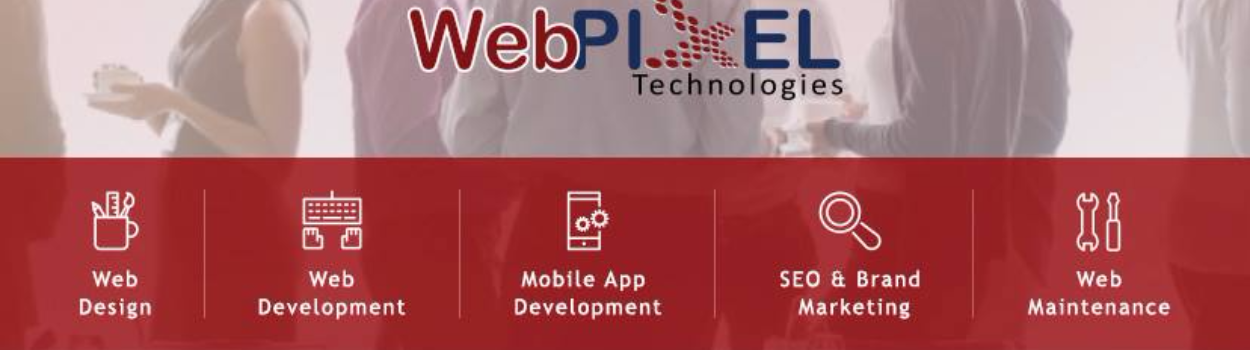 WebPIXEL
Technologies
Web
Design
Web
Development
Mobile App
Development
SEO & Brand
Marketing
Web
Maintenance